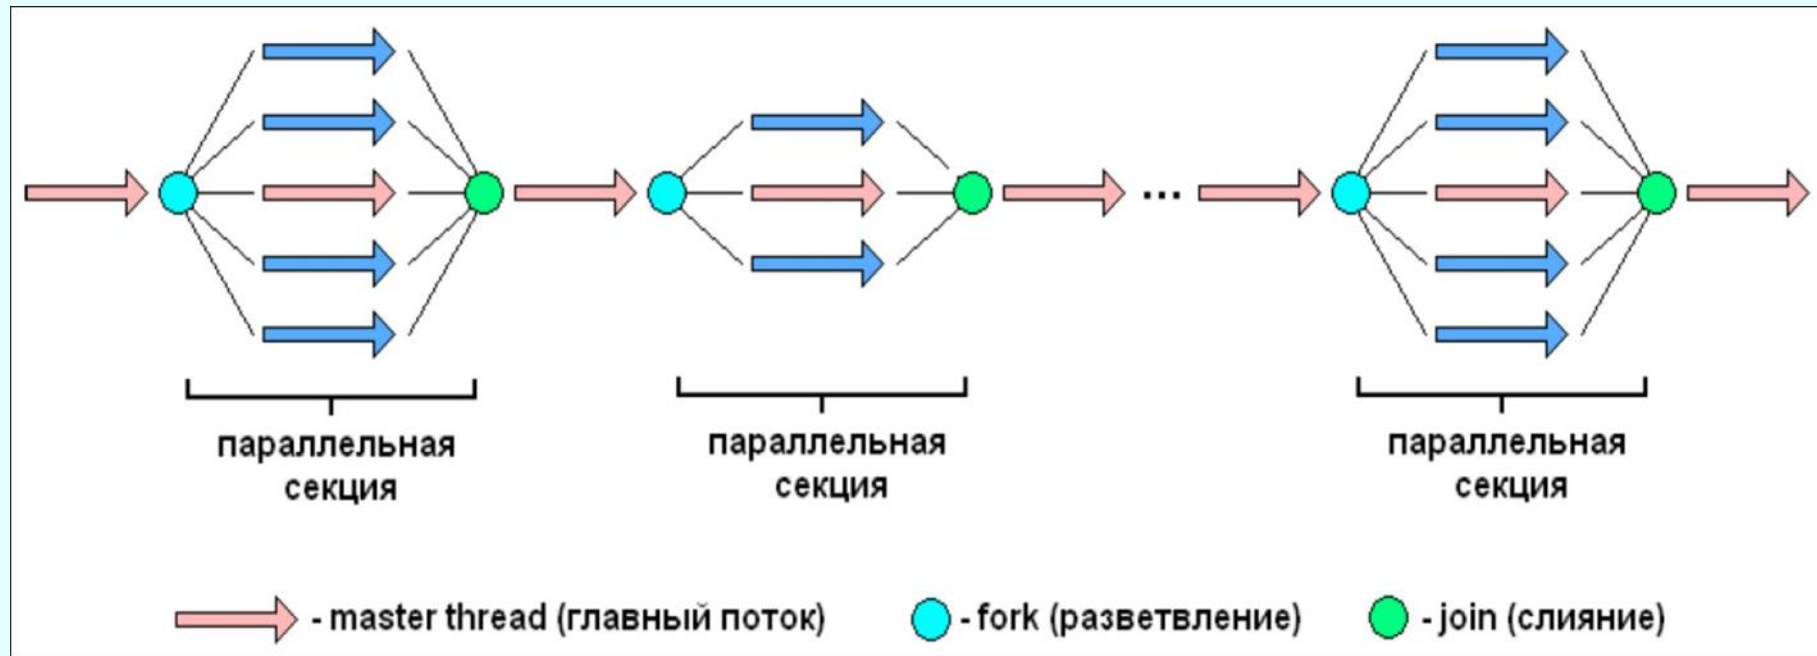 ...
параллельная
секция
параллельная
секция
параллельная
секция
- master thread (главный поток)
- fork (разветвление)
- join (слияние)